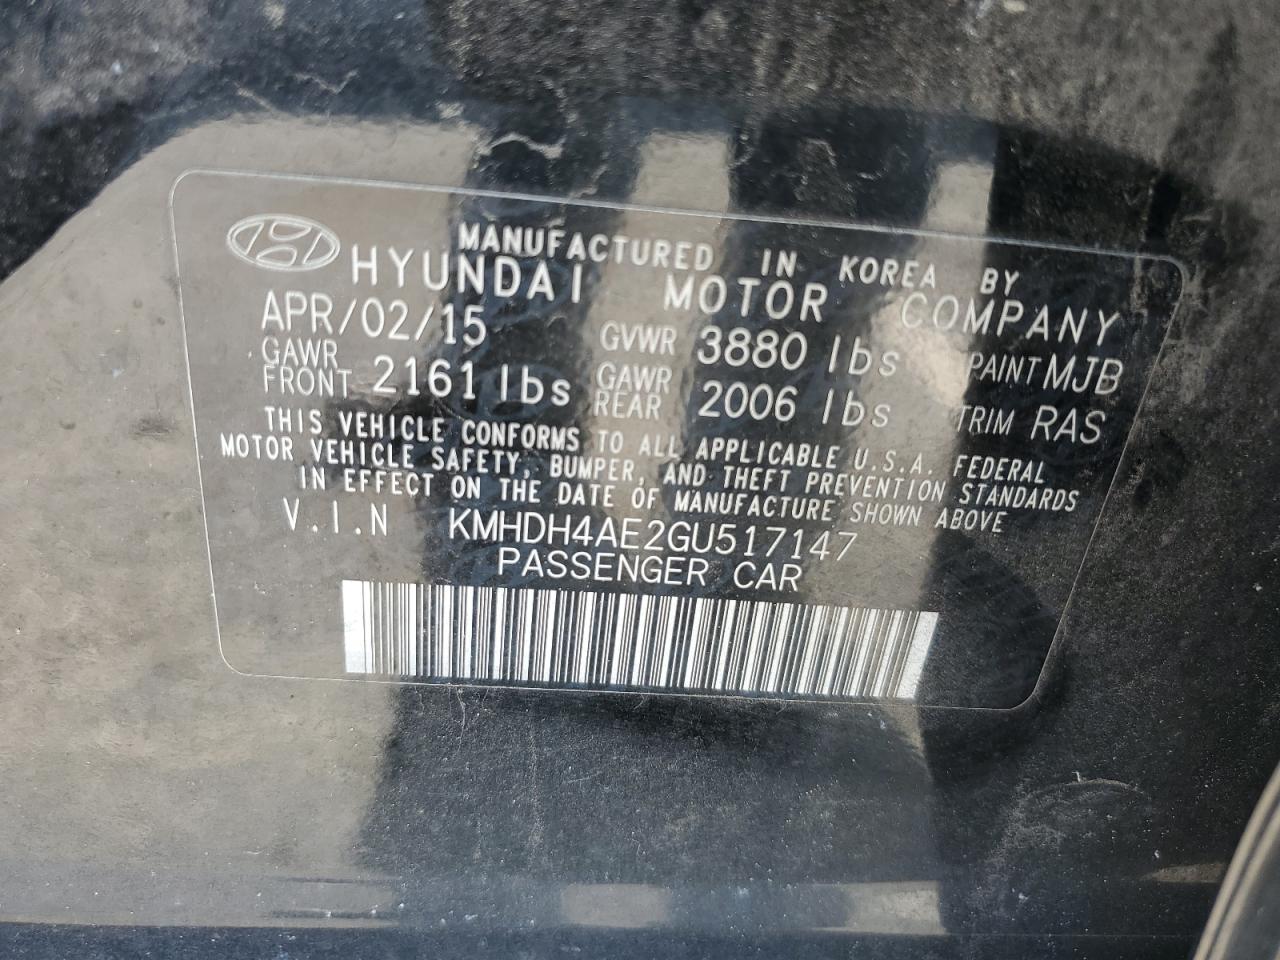 MANUFACTURED IN KOREA BY
HYUNDAI MOTOR COMPANY
APR/02/15 GVWR 3880 lbs PAINT MJB
GAWR FRONT 2161 lbs GAWR REAR 2006 lbs TRIM RAS
THIS VEHICLE CONFORMS TO ALL APPLICABLE U.S.A. FEDERAL
MOTOR VEHICLE SAFETY, BUMPER, AND THEFT PREVENTION STANDARDS
IN EFFECT ON THE DATE OF MANUFACTURE SHOWN ABOVE
V.I.N KMHDH4AE2GU517147
PASSENGER CAR